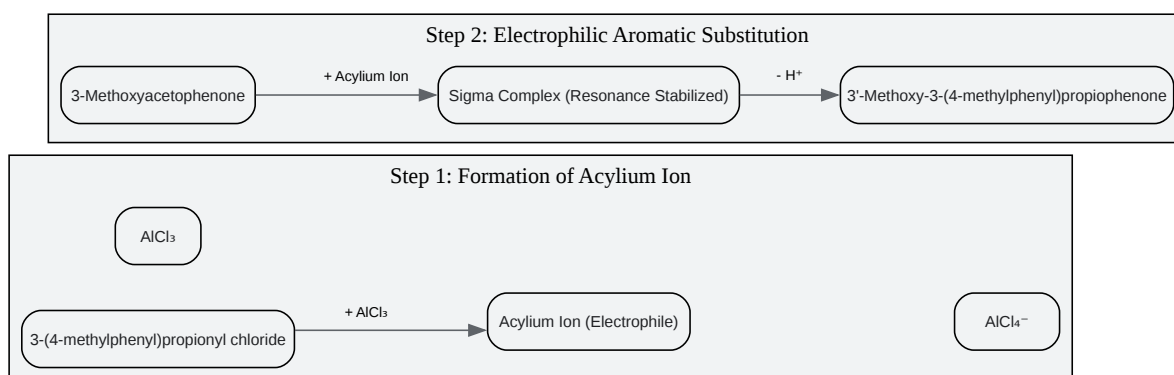 Step 2: Electrophilic Aromatic Substitution
3-Methoxyacetophenone
+ Acylium Ion
Sigma Complex (Resonance Stabilized)
- H⁺
3'-Methoxy-3-(4-methylphenyl)propiophenone
Step 1: Formation of Acylium Ion
AlCl₃
3-(4-methylphenyl)propionyl chloride
+ AlCl₃
Acylium Ion (Electrophile)
AlCl₄⁻